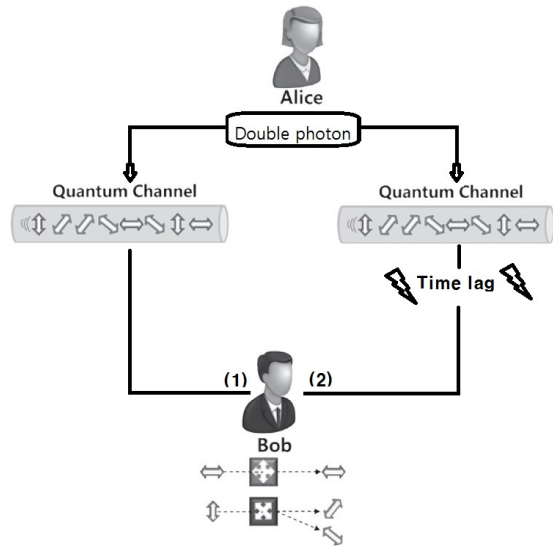 Alice
Double photon
Quantum Channel
Quantum Channel
Time lag
(1)
(2)
Bob